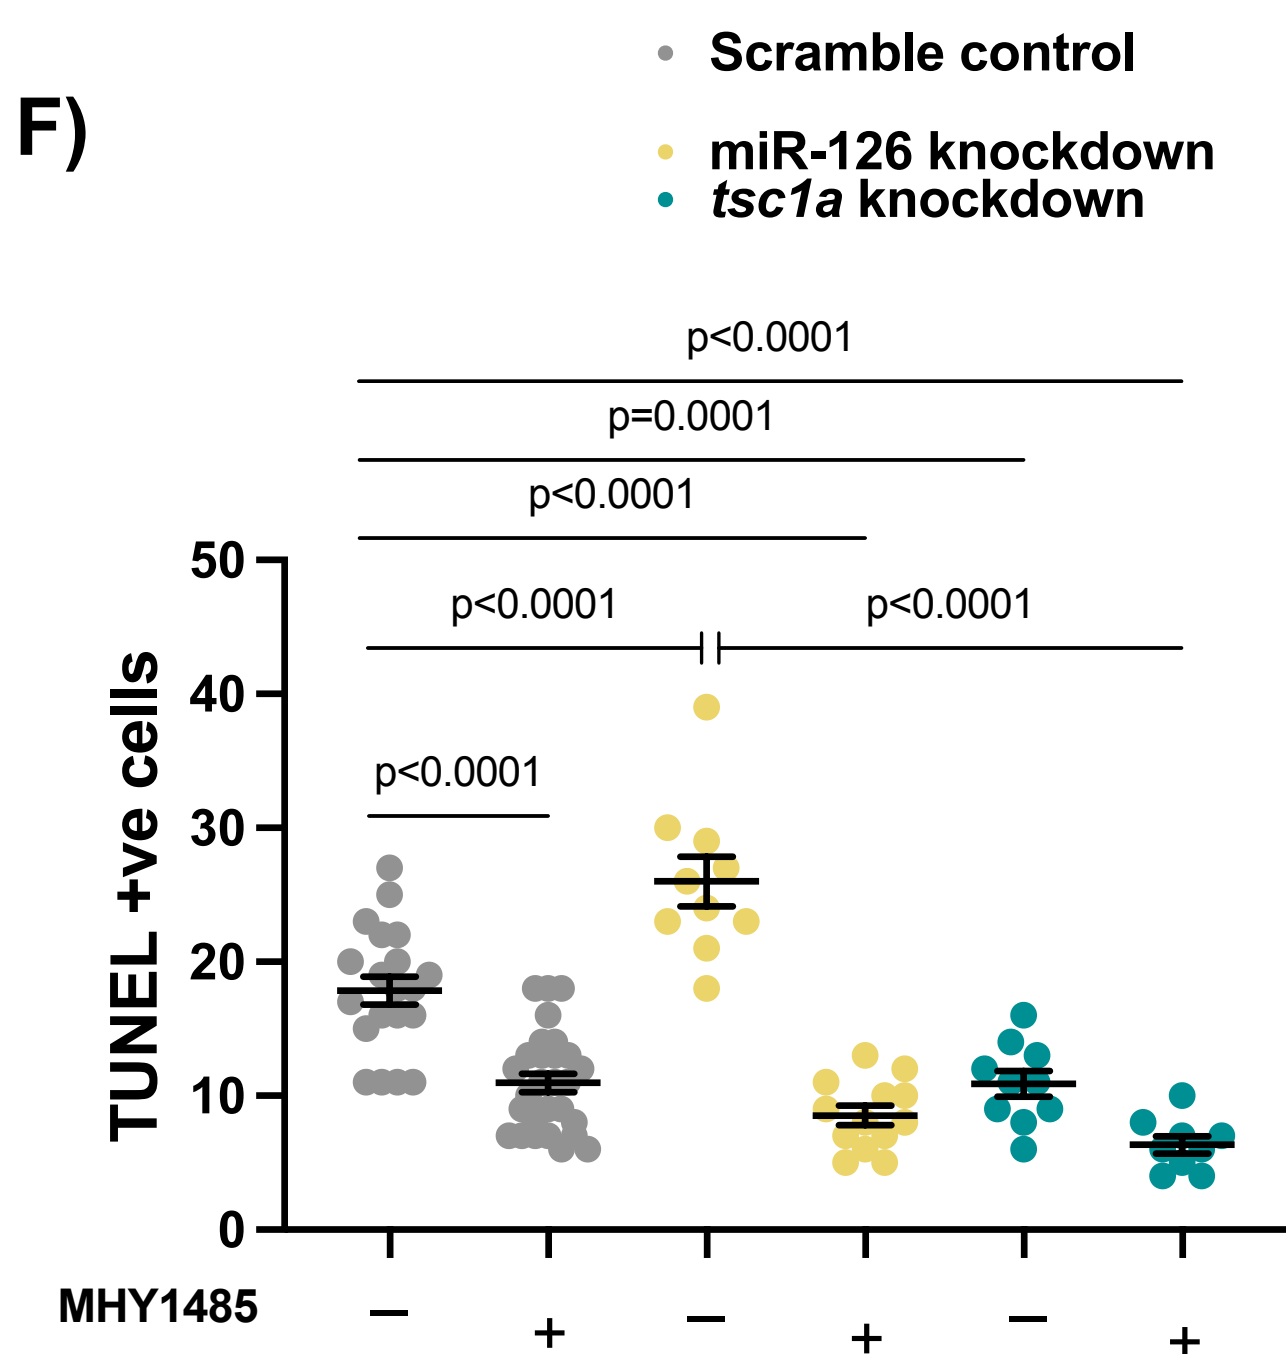 Scramble control
F)
miR-126 knockdown
tsc1a knockdown
p<0.0001
p=0.0001
p<0.0001
50
p<0.0001 p<0.0001
40
p<0.0001
30
20
10
0
TUNEL +ve cells
MHY1485 — + — + — +